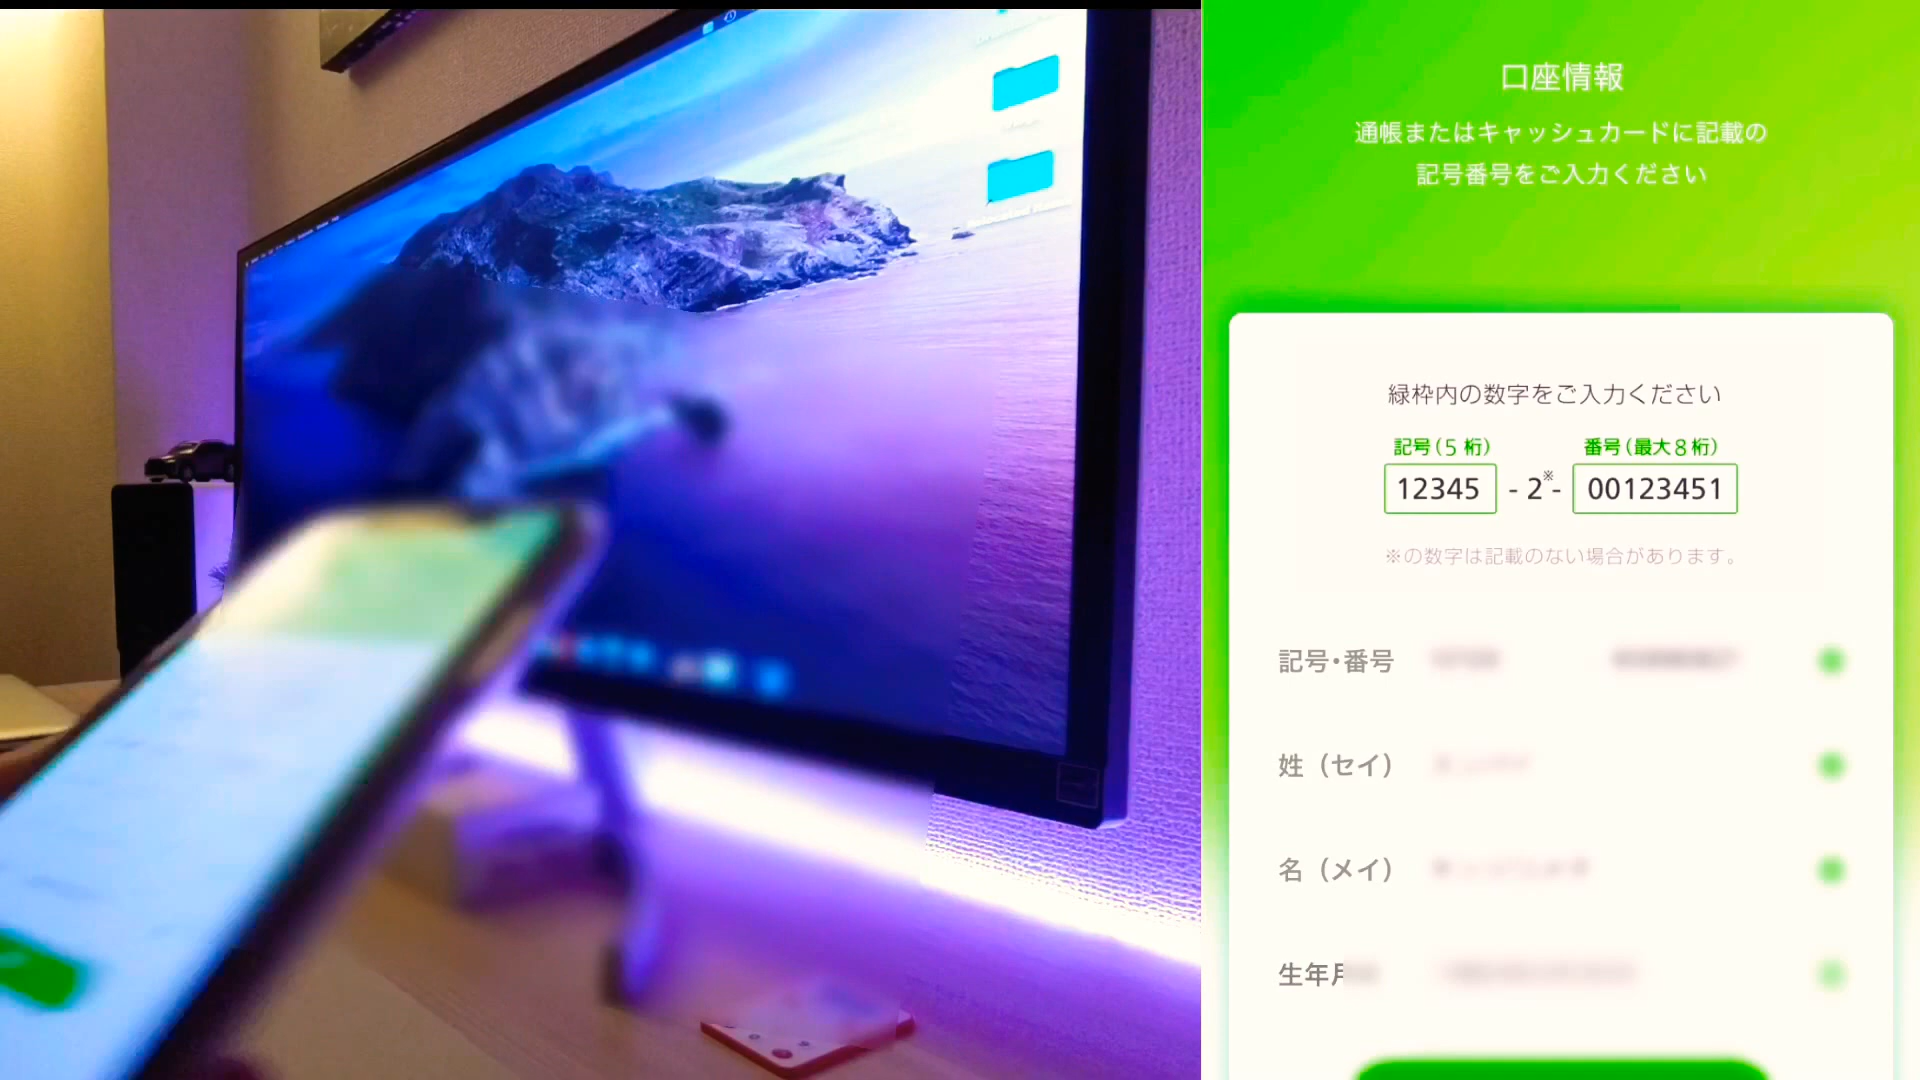 口座情報
通帳またはキャッシュカードに記載の
記号番号をご入力ください
緑枠内の数字をご入力ください
記号(5 桁) 番号(最大8桁)
12345 - 2※- 00123451
※の数字は記載のない場合があります。
記号・番号
姓（セイ）
名（メイ）
生年月